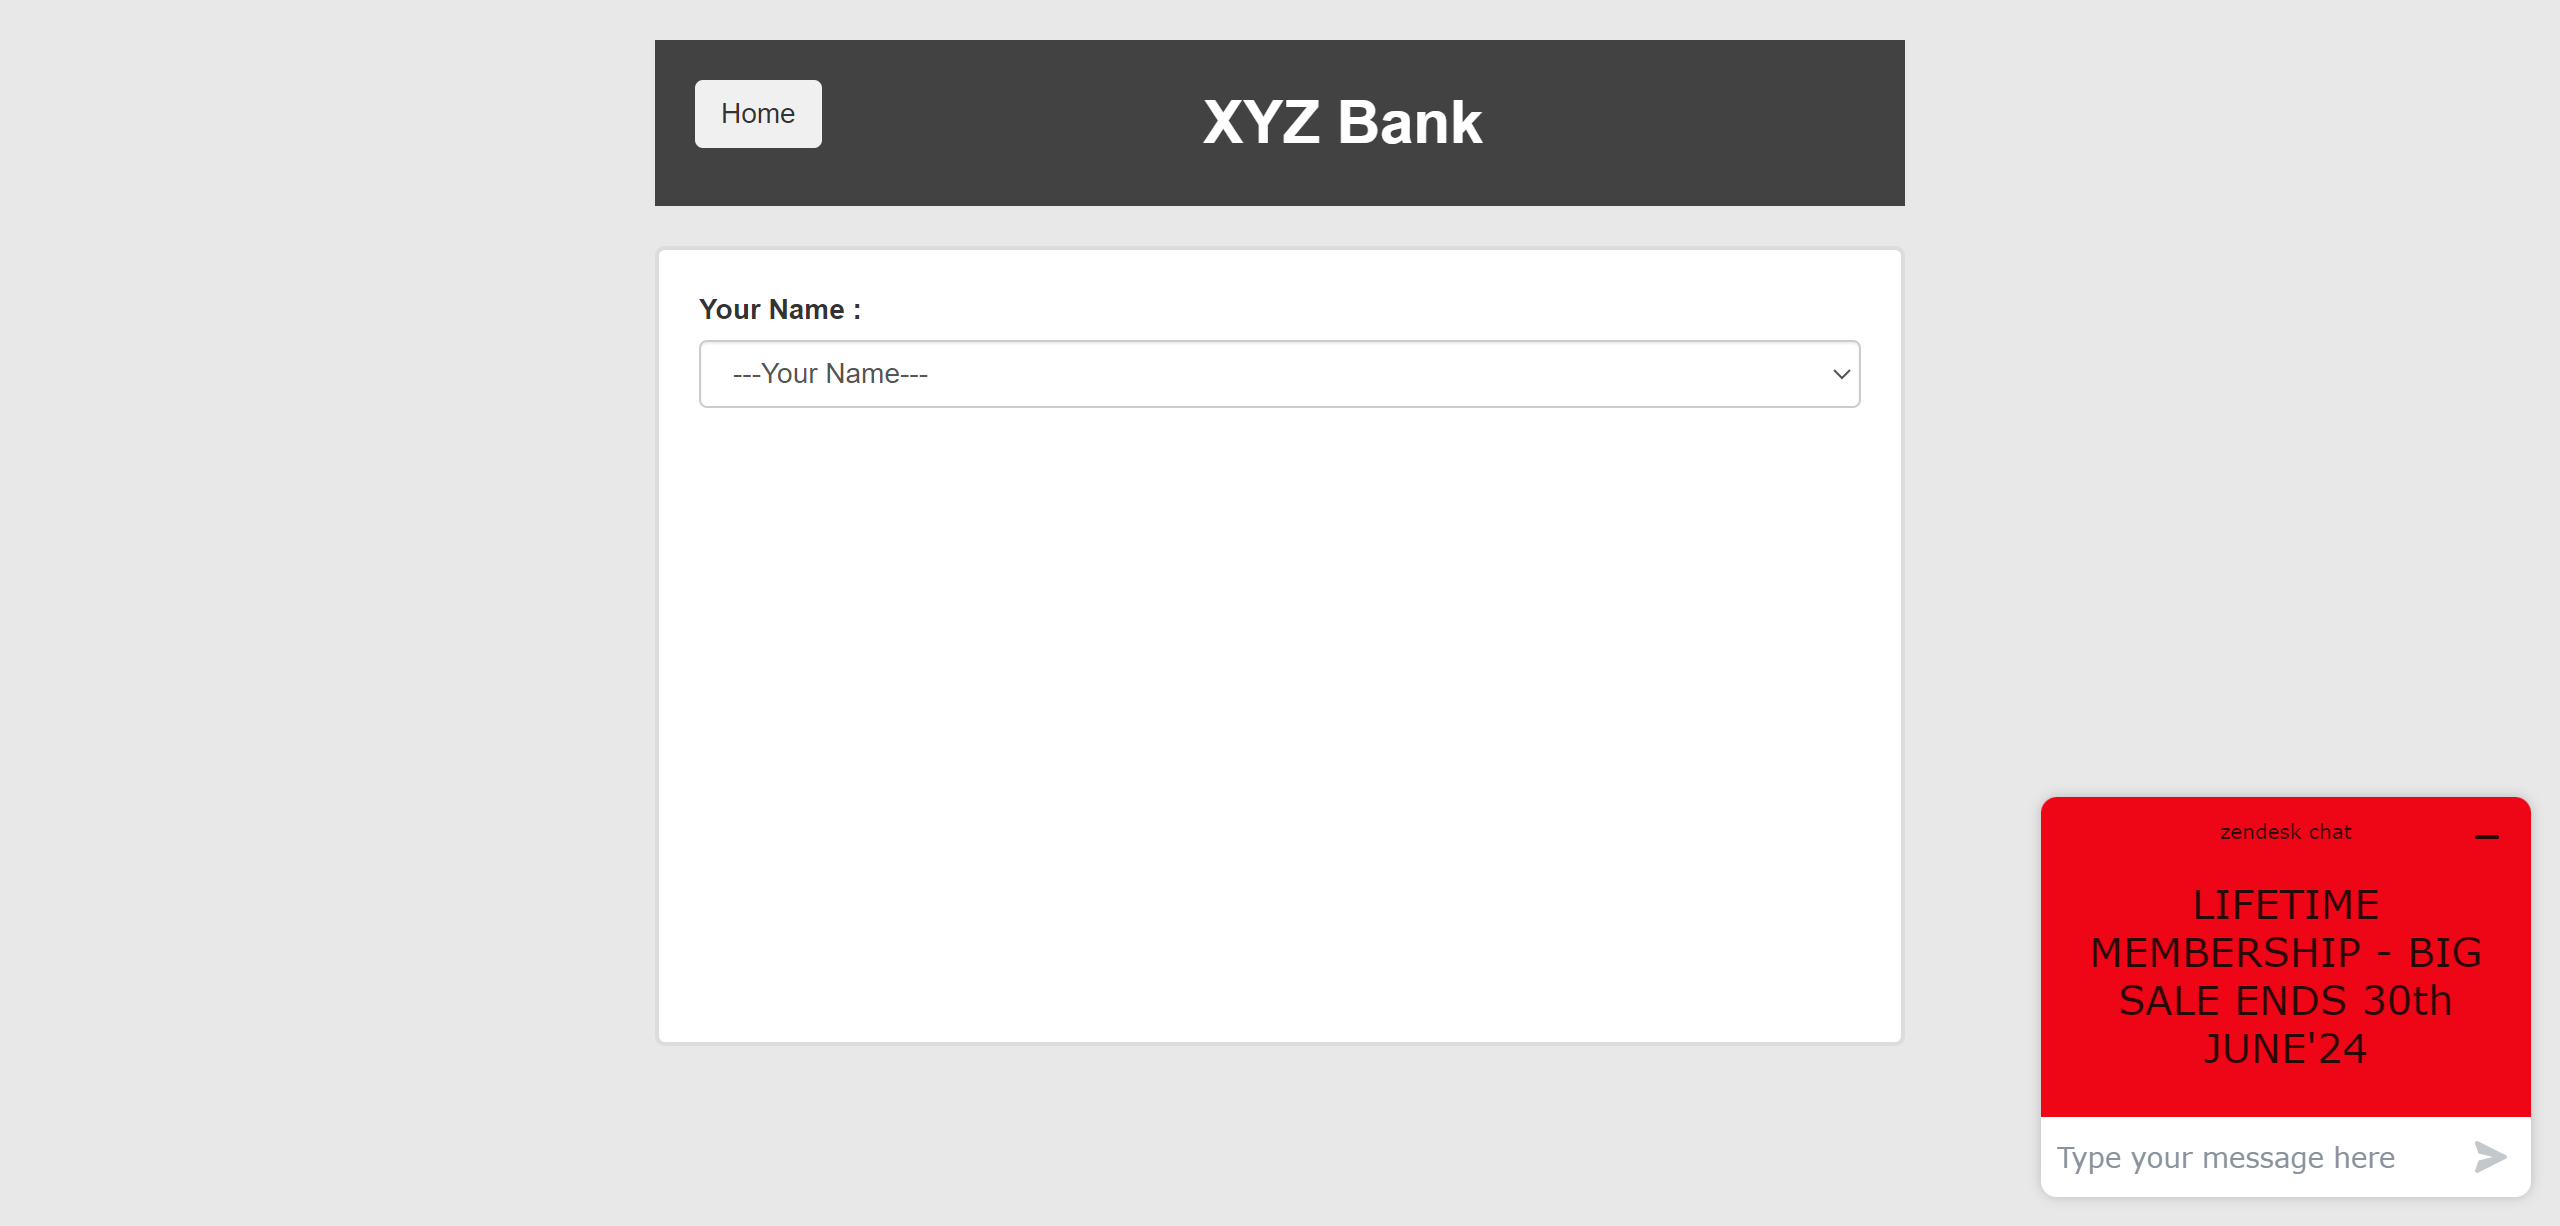 Home
XYZ Bank
Your Name :
---Your Name---
zendesk chat
LIFETIME
MEMBERSHIP - BIG
SALE ENDS 30th
JUNE'24
Type your message here